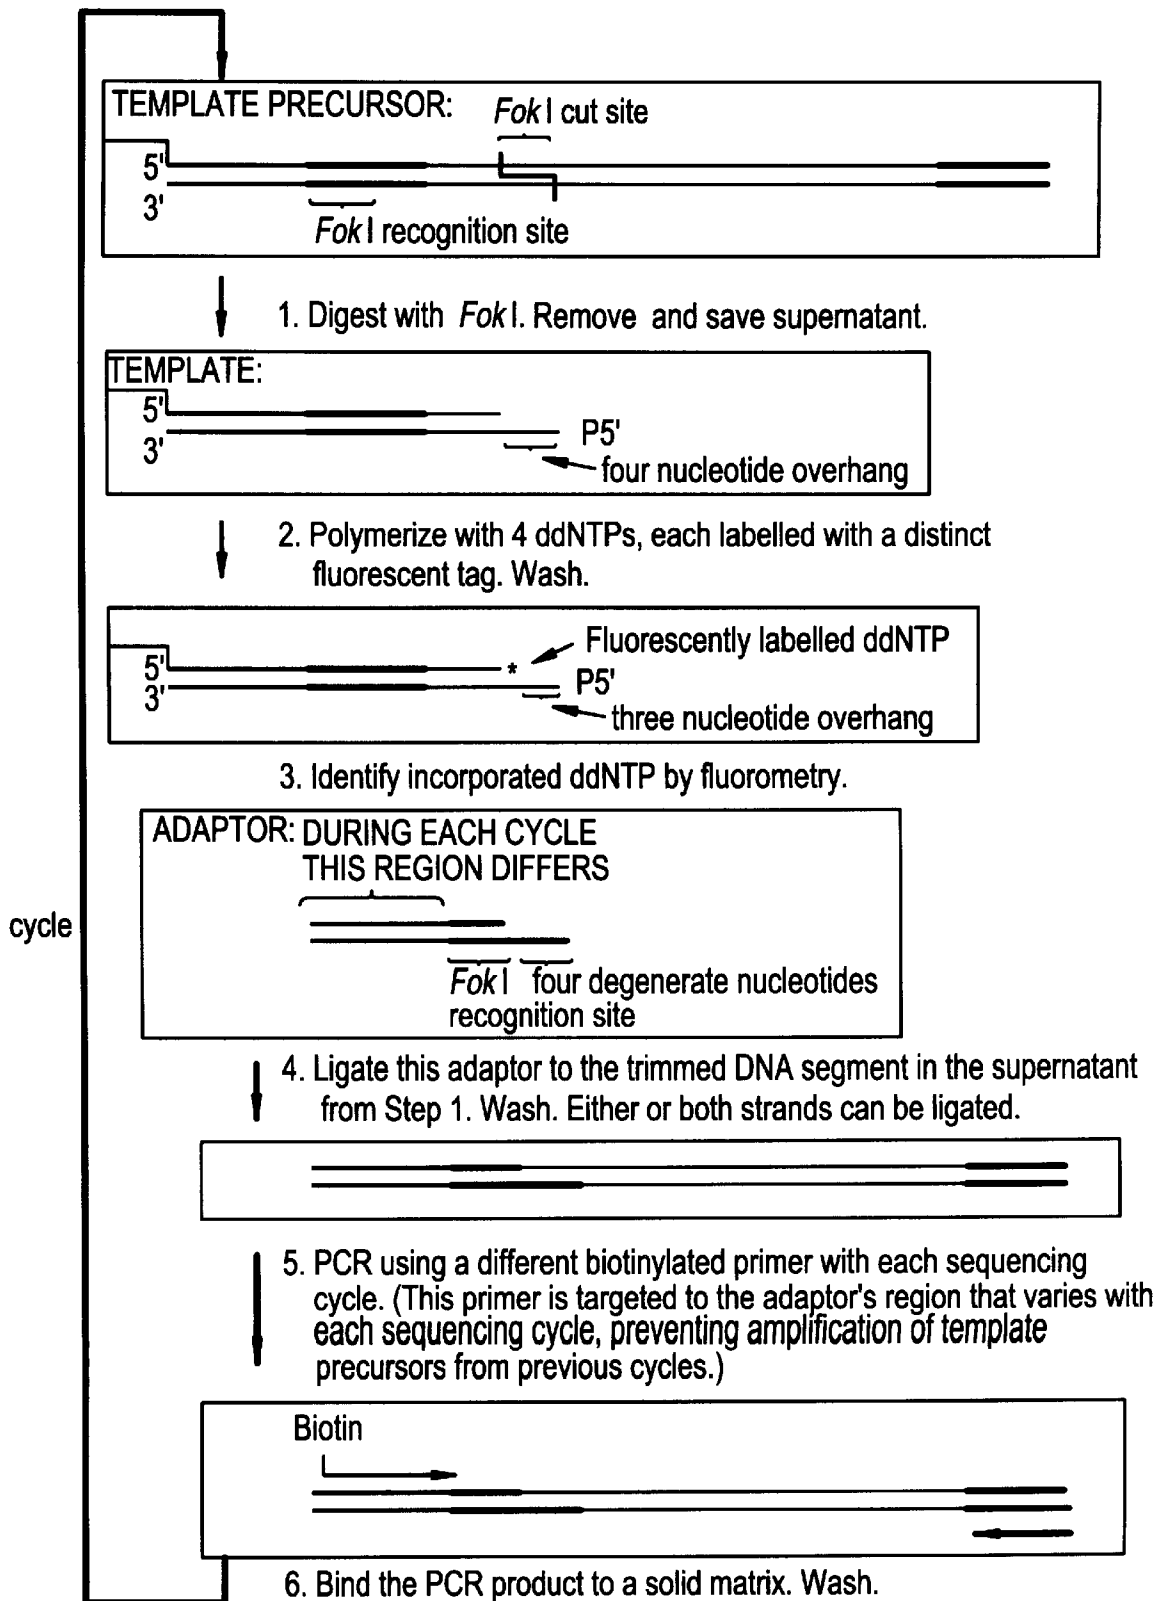 TEMPLATE PRECURSOR:
Fok I cut site
5'
3'
Fok I recognition site
1. Digest with Fok I. Remove and save supernatant.
TEMPLATE:
5'
3'
P5'
four nucleotide overhang
2. Polymerize with 4 ddNTPs, each labelled with a distinct
fluorescent tag. Wash.
Fluorescently labelled ddNTP
5'
*
3'
P5'
three nucleotide overhang
3. Identify incorporated ddNTP by fluorometry.
ADAPTOR: DURING EACH CYCLE
THIS REGION DIFFERS
cycle
Fok I four degenerate nucleotides
recognition site
4. Ligate this adaptor to the trimmed DNA segment in the supernatant
from Step 1. Wash. Either or both strands can be ligated.
5. PCR using a different biotinylated primer with each sequencing
cycle. (This primer is targeted to the adaptor's region that varies with
each sequencing cycle, preventing amplification of template
precursors from previous cycles.)
Biotin
6. Bind the PCR product to a solid matrix. Wash.